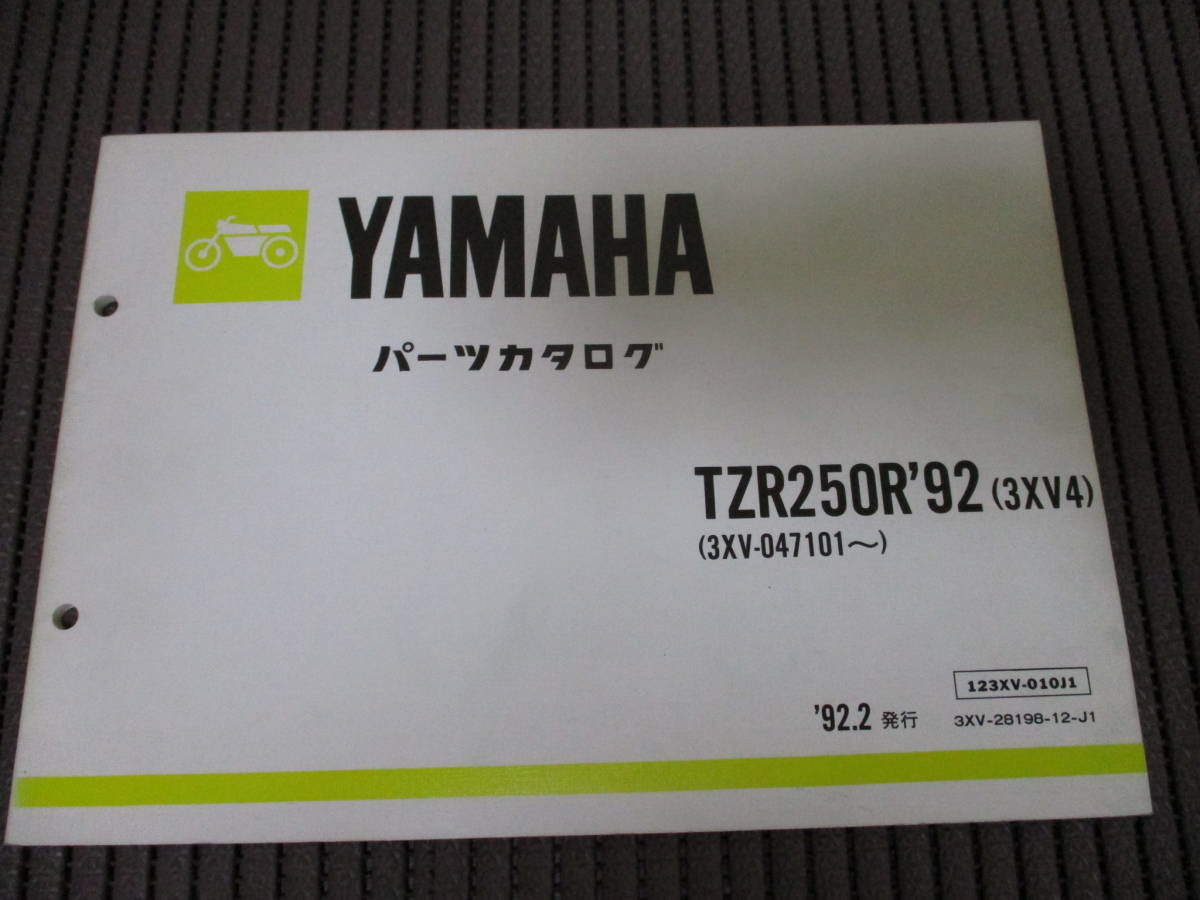 YAMAHA
パーツカタログ
TZR250R'92 (3XV4)
(3XV-047101～)
123XV-010J1
'92.2 発行 3XV-28198-12-J1